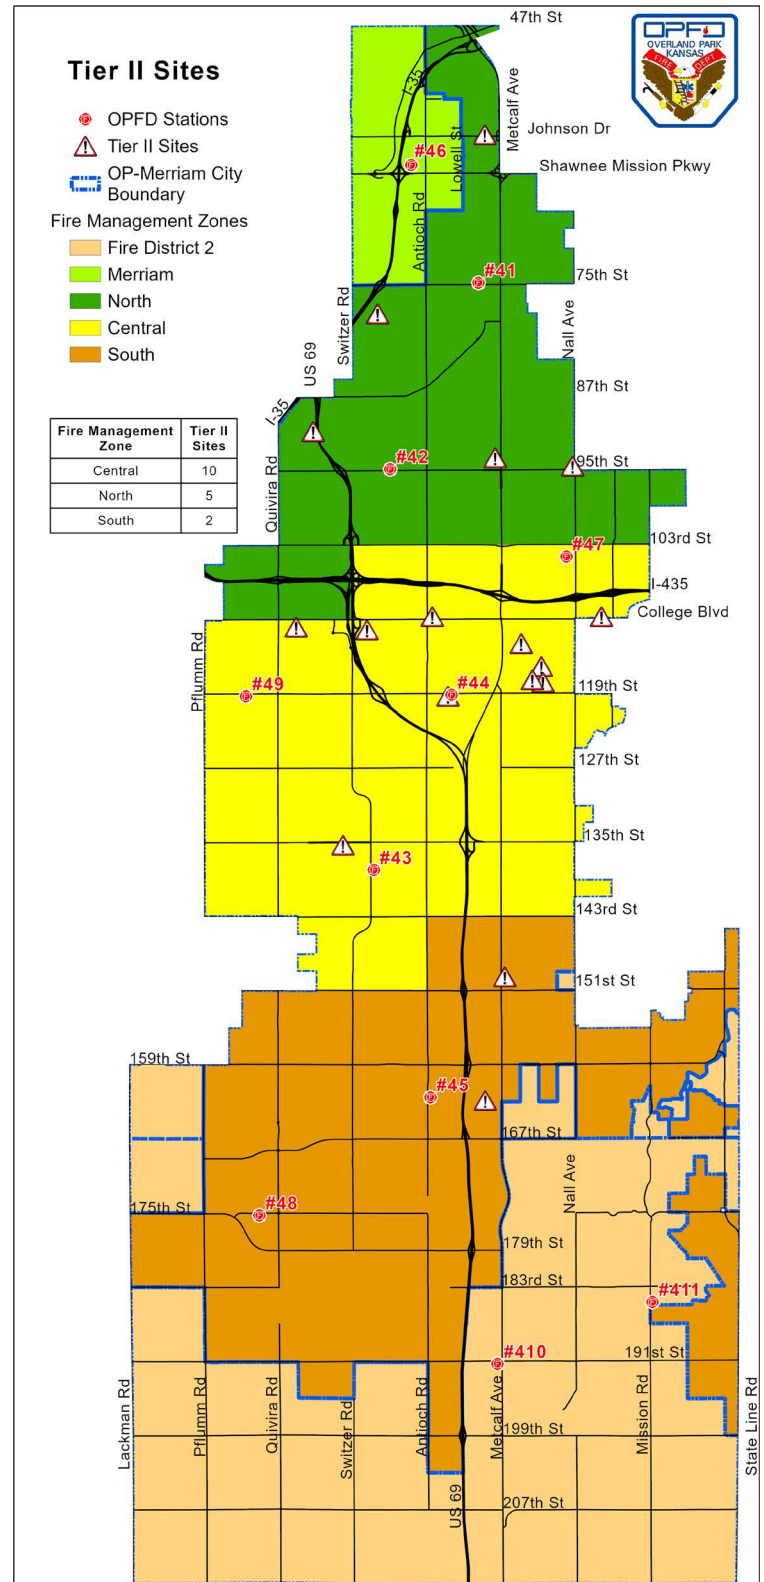 47th St
OPFD
OVERLAND PARK
KANSAS
FIRE DEPT
Tier II Sites
OPFD Stations
Tier II Sites
OP-Merriam City
Boundary
Fire Management Zones
Fire District 2
Merriam
North
Central
South
I-35
Metcalf Ave
Johnson Dr
#46
Lowell St
Shawnee Mission Pkwy
Antioch Rd
#41
75th St
Switzer Rd
Nall Ave
US 69
87th St
I-35
Fire Management
Zone
Tier II
Sites
Central 10
North 5
South 2
#42
95th St
Quivira Rd
103rd St
#47
I-435
College Blvd
Pflumm Rd
#49
#44
119th St
127th St
135th St
#43
143rd St
151st St
159th St
#45
167th St
Nall Ave
175th St
#48
179th St
183rd St
#411
#410
191st St
Lackman Rd
Pflumm Rd
Quivira Rd
Switzer Rd
Antioch Rd
Metcalf Ave
Mission Rd
State Line Rd
199th St
US 69
207th St